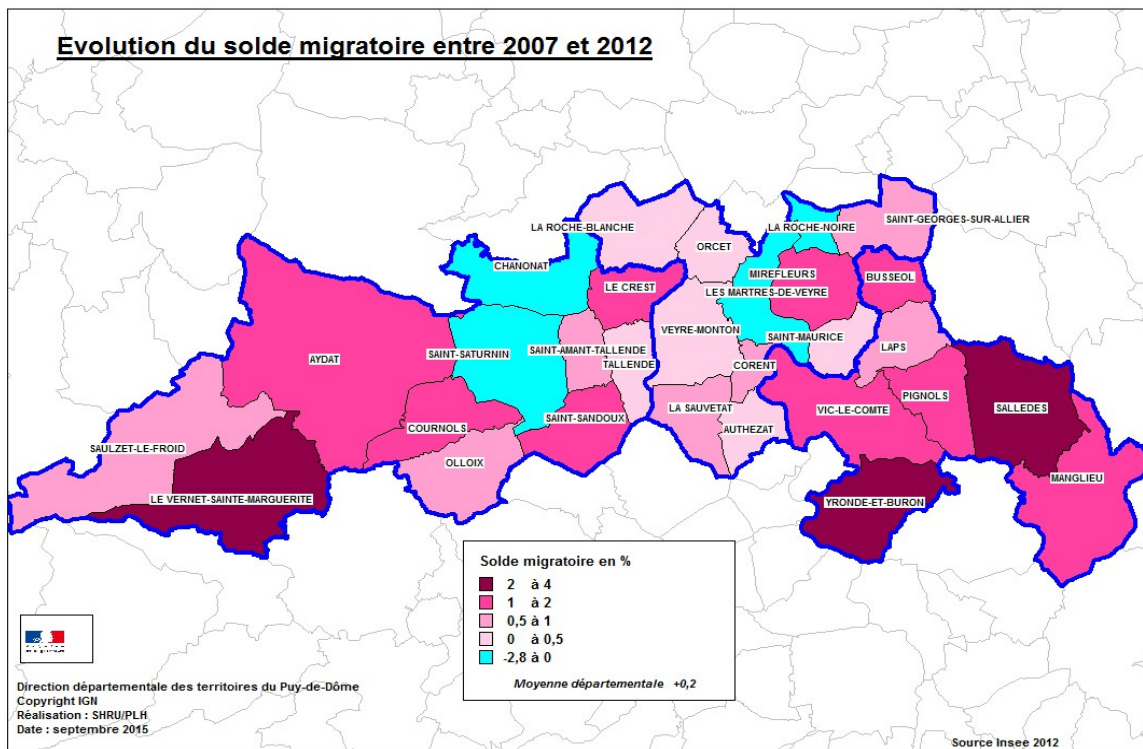 Evolution du solde migratoire entre 2007 et 2012
SAINT-GEORGES-SUR-ALLIER
LA ROCHE-BLANCHE
LA ROCHE-NOIRE
ORCET
CHANONAT
MIREFLEURS
BUSSEOL
LE CREST
LES MARTRES-DE-VEYRE
VEYRE-MONTON
SAINT-MAURICE
LAPS
SAINT-SATURNIN
SAINT-AMANT-TALLENDE
AYDAT
TALLENDE
CORENT
PIGNOLS
LA SAUVETAT
VIC-LE-COMTE
SALLEDES
SAINT-SANDOUX
COURNOLS
AUTHEZAT
SAULZET-LE-FROID
OLLOIX
MANGLIEU
LE VERNET-SAINTE-MARGUERITE
YRONDE-ET-BURON
Solde migratoire en %
2 à 4
1 à 2
0,5 à 1
0 à 0,5
-2,8 à 0
Moyenne départementale +0,2
Direction départementale des territoires du Puy-de-Dôme
Copyright IGN
Réalisation : SHRU/PLH
Date : septembre 2015
Source Insee 2012